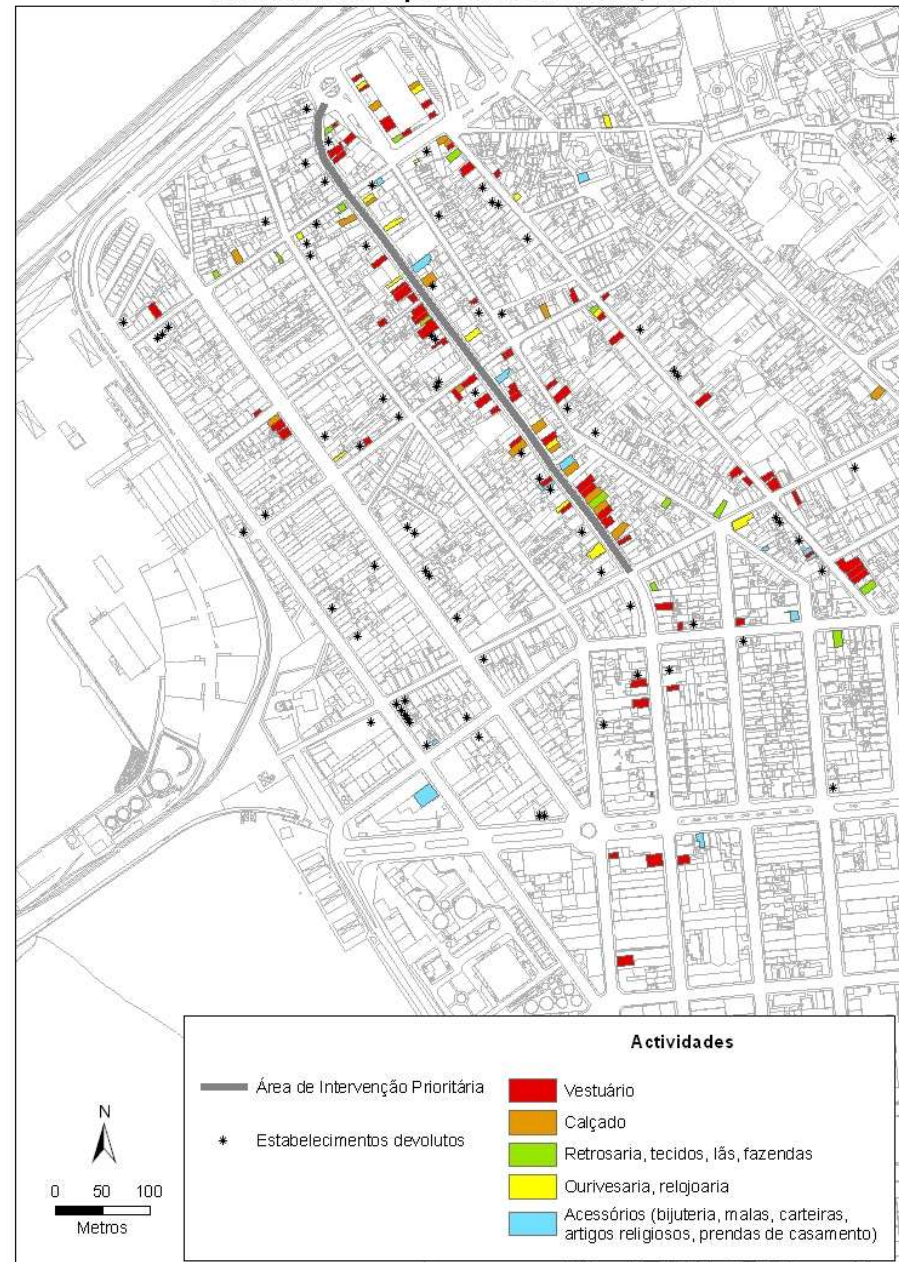 Actividades
Área de Intervenção Prioritária
Estabelecimentos devolutos
Vestuário
Calçado
Retrosaria, tecidos, lãs, fazendas
Ourivesaria, relojoaria
Acessórios (bijuteria, malas, carteiras,
artigos religiosos, prendas de casamento)
N
0 50 100
Metros